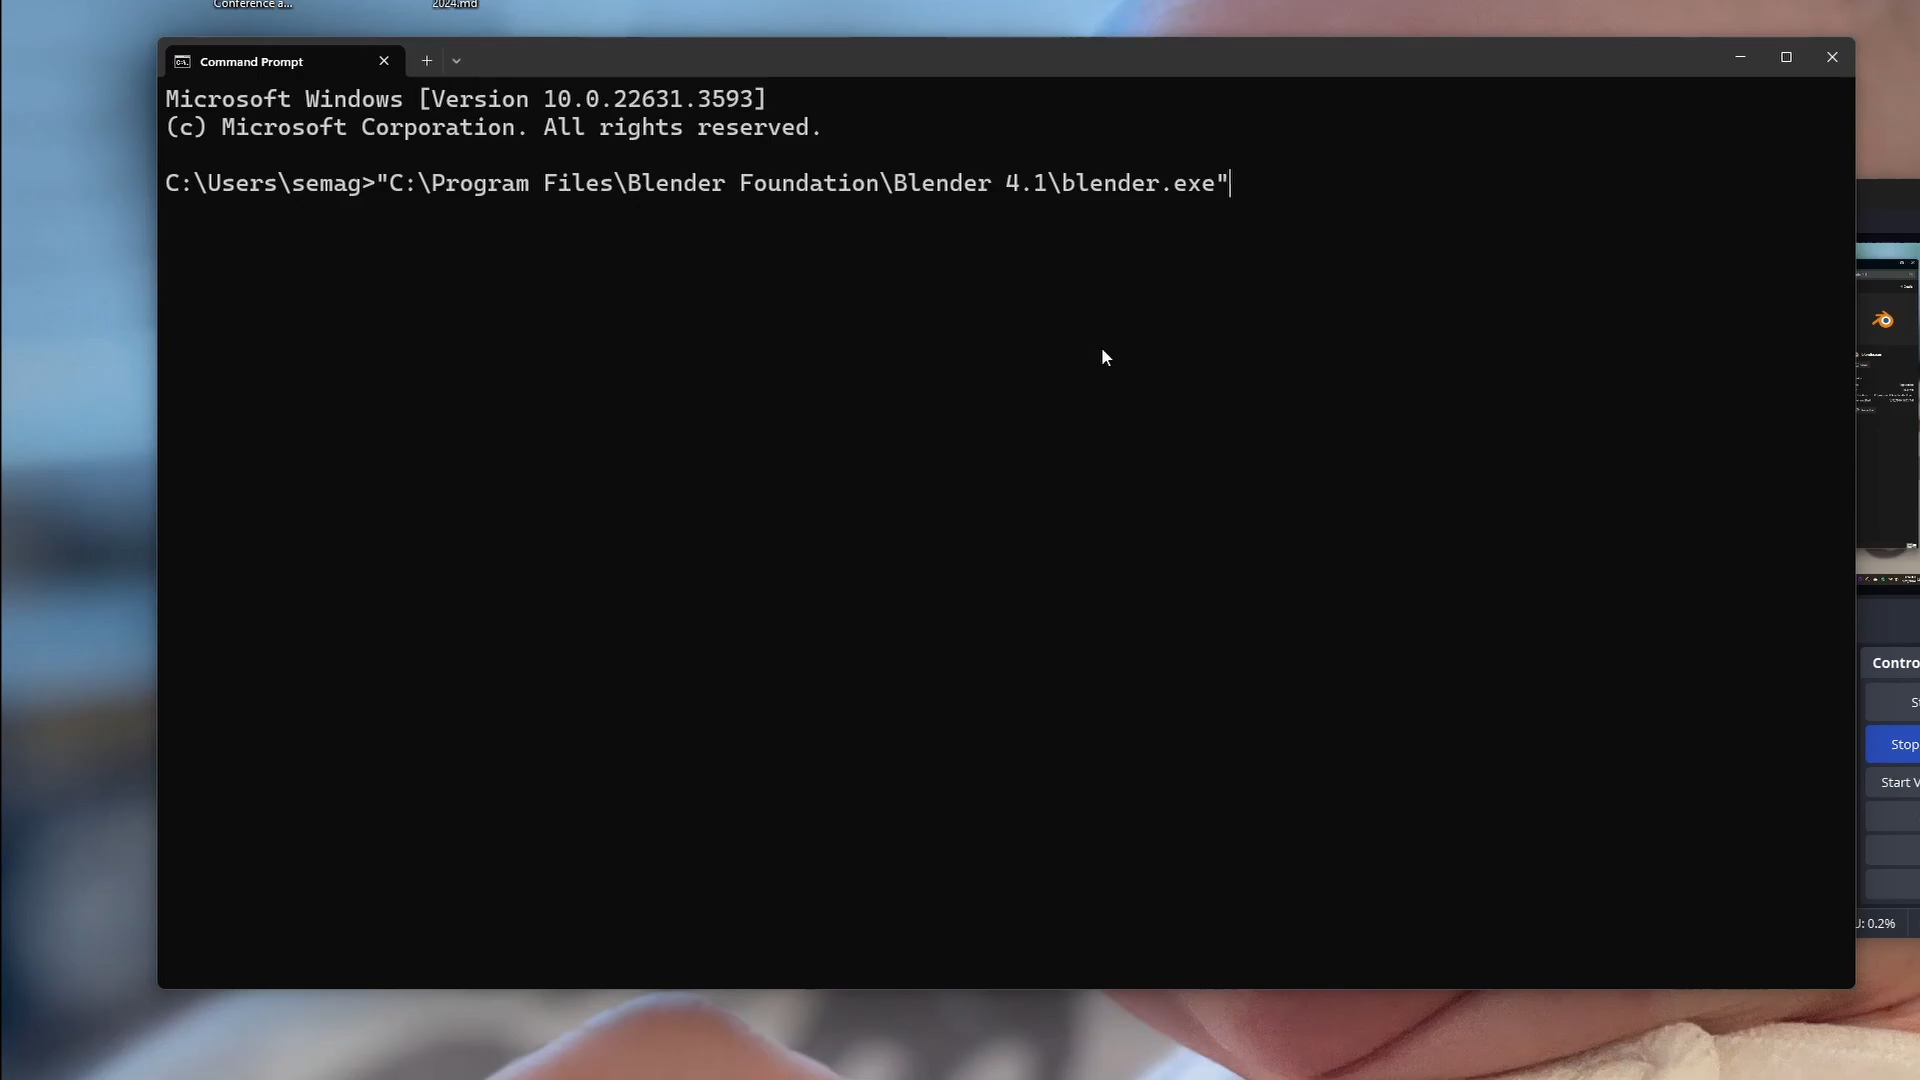 Conference a...
2024.md
Command Prompt
Microsoft Windows [Version 10.0.22631.3593]
(c) Microsoft Corporation. All rights reserved.
C:\Users\semag>"C:\Program Files\Blender Foundation\Blender 4.1\blender.exe"
Contro
St
Stop
Start V
U: 0.2%